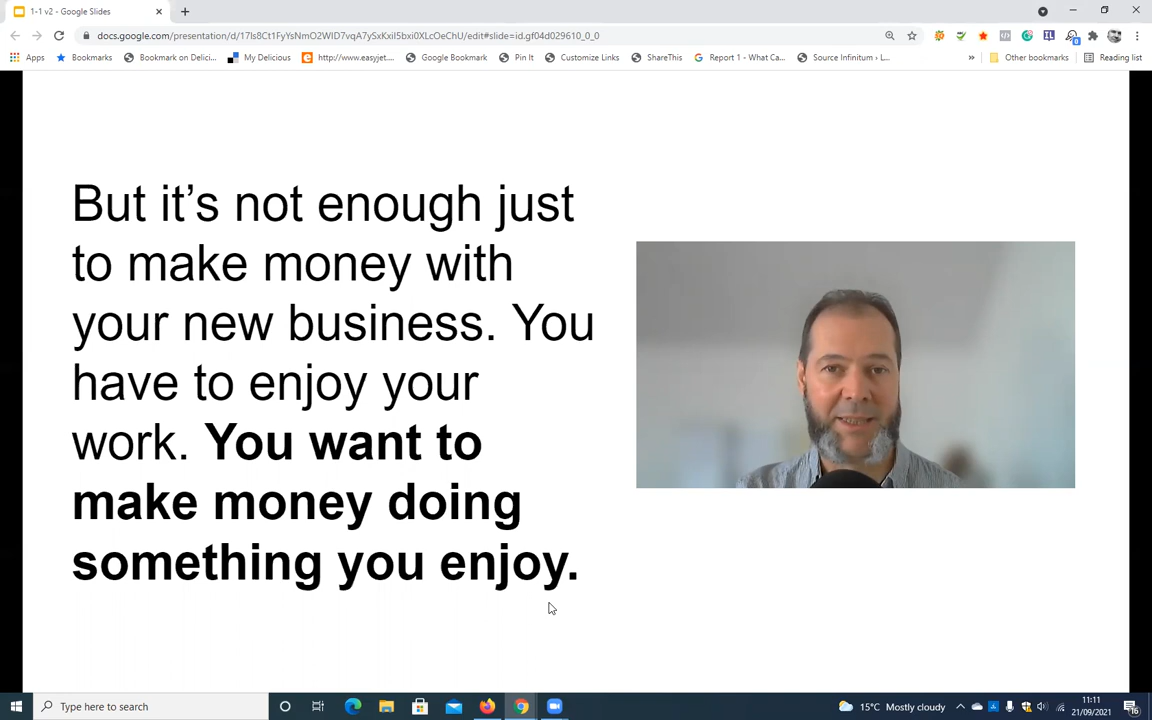 1-1 v2 - Google Slides
docs.google.com/presentation/d/17ls8Ct1FyYsNmO2WlD7vqA7ySxKxiI5bxi0XLcOeChU/edit#slide=id.gf04d029610_0_0
Apps Bookmarks Bookmark on Delici... My Delicious http://www.easyjet.... Google Bookmark Pin It Customize Links ShareThis Report 1 - What Ca... Source Infinitum › L... » Other bookmarks Reading list
But it’s not enough just
to make money with
your new business. You
have to enjoy your
work. You want to
make money doing
something you enjoy.
Type here to search
15°C Mostly cloudy
11:11
21/09/2021
16